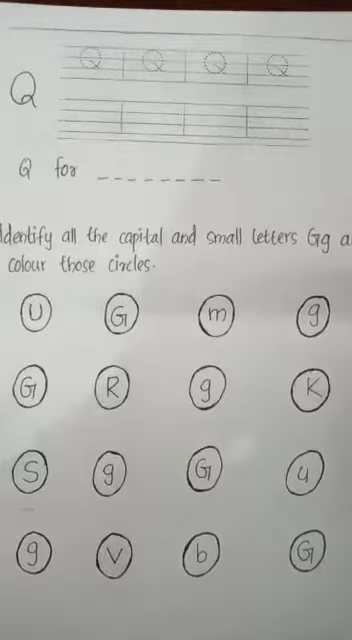 Q Q Q Q
Q
Q for --------
Identify all the capital and small letters Gg a
colour those circles.
U G m g
G R g K
S g G u
g V b G